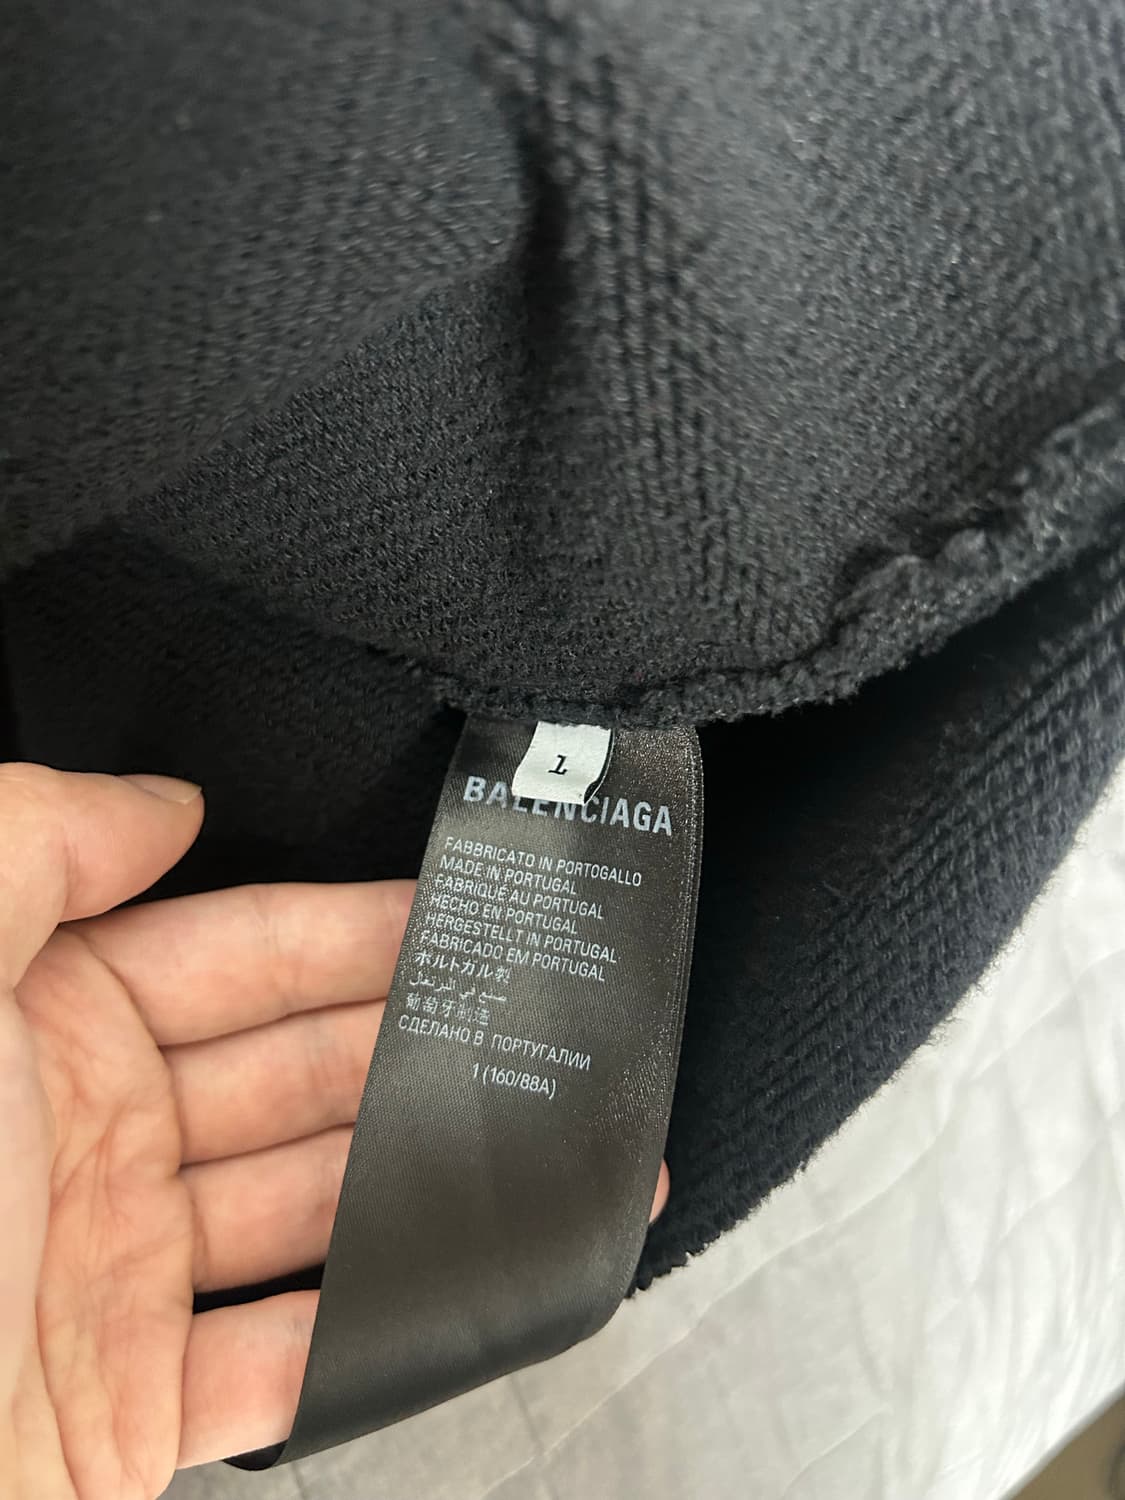 1
BALENCIAGA
FABBRICATO IN PORTOGALLO
MADE IN PORTUGAL
FABRIQUÉ AU PORTUGAL
HECHO EN PORTUGAL
HERGESTELLT IN PORTUGAL
FABRICADO EM PORTUGAL
ポルトガル製
صنع في البرتغال
葡萄牙制造
СДЕЛАНО В ПОРТУГАЛИИ
1 (160/88A)